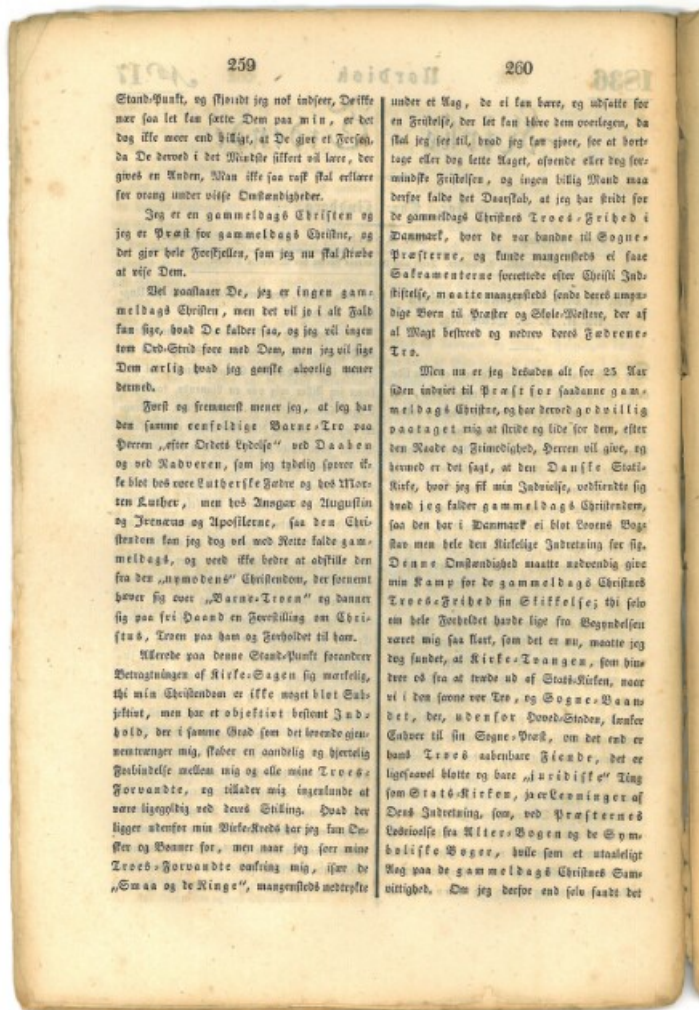 259
Stand-Punkt, og skjøndt jeg nok indseer, De ikke
nær saa let kan sætte Dem paa min, er det
dog ikke meer end billigt, at De gjør et Forsøg,
da De derved i det Mindste sikkert vil lære, der
gives en Anden, Man ikke saa rask skal erklære
for vrang under visse Omstændigheder.
Jeg er en gammeldags Christen og
jeg er Præst for gammeldags Christne, og
det gjør hele Forskjellen, som jeg nu skal stræbe
at vise Dem.
Vel paastaaer De, jeg er ingen gam-
meldags Christen, men det vil jo i alt Fald
kun sige, hvad De kalder saa, og jeg vil ingen
tom Ord-Strid føre med Dem, men jeg vil sige
Dem ærlig hvad jeg ganske alvorlig mener
dermed.
Først og fremmerst mener jeg, at jeg har
den samme eenfoldige Barne-Tro paa
Herren „efter Ordets Lydelse“ ved Daaben
og ved Nadveren, som jeg tydelig sporer ik-
ke blot hos vore Lutherske Fædre og hos Mor-
ten Luther, men hos Ansgar og Augustin
og Irenæus og Apostlerne, saa den Chri-
stendom kan jeg dog vel med Rette kalde gam-
meldags, og veed ikke bedre at adskille den
fra den „nymodens“ Christendom, der fornemt
hæver sig over „Barne-Troen“ og danner
sig paa fri Haand en Forestilling om Chri-
stus, Troen paa ham og Forholdet til ham.
Allerede paa denne Stand-Punkt forandrer
Betragtningen af Kirke-Sagen sig mærkelig,
thi min Christendom er ikke noget blot Sub-
jektivt, men har et objektivt bestemt Ind-
hold, der i samme Grad som det levende gjen-
nemtrænger mig, skaber en aandelig og hjertelig
Forbindelse mellem mig og alle mine Troes-
Forvandte, og tillader mig ingenlunde at
være ligegyldig ved deres Stilling. Hvad der
ligger udenfor min Virke-Kreds har jeg kun Øn-
sker og Bønner for, men naar jeg seer mine
Troes-Forvandte omkring mig, især de
„Smaa og de Ringe“, mangensteds nedtrykte
260
under et Aag, de ei kan bære, og udsatte for
en Fristelse, der let kan blive dem overlegen, da
skal jeg see til, hvad jeg kan gjøre, for at bort-
tage eller dog lette Aaget, afvende eller dog for-
mindske Fristelsen, og ingen billig Mand maa
derfor kalde det Daarskab, at jeg har stridt for
de gammeldags Christnes Troes-Frihed i
Danmark, hvor de var bundne til Sogne-
Præsterne, og kunde mangensteds ei faae
Sakramenterne forrettede efter Christi Ind-
stiftelse, maatte mangensteds sende deres umyn-
dige Børn til Præster og Skole-Mestere, der af
al Magt bestreed og nedrev deres Fædrene-
Tro.
Men nu er jeg desuden alt for 25 Aar
siden indviet til Præst for saadanne gam-
meldags Christne, og har derved godvillig
paataget mig at stride og lide for dem, efter
den Naade og Frimodighed, Herren vil give, og
hermed er det sagt, at den Danske Stats-
Kirke, hvor jeg fik min Indvielse, vedkiendte sig
hvad jeg kalder gammeldags Christendom,
saa den har i Danmark ei blot Lovens Bog-
stav men hele den Kirkelige Indretning for sig.
Denne Omstændighed maatte nødvendig give
min Kamp for de gammeldags Christnes
Troes-Frihed sin Skikkelse; thi selv
om hele Forholdet havde lige fra Begyndelsen
været mig saa klart, som det er nu, maatte jeg
dog fundet, at Kirke-Tvangen, som hin-
drer os fra at træde ud af Stats-Kirken, naar
vi i den savne vor Tro, og Sogne-Baan-
det, der, udenfor Hoved-Staden, lænker
Enhver til sin Sogne-Præst, om det end er
hans Troes aabenbare Fiende, det er
ligesaavel blotte og bare „juridiske“ Ting
som Stats-Kirken, ja er Levninger af
Dens Indretning, som, ved Præsternes
Løsrivelse fra Alter-Bogen og de Sym-
bolske Bøger, hvile som et utaaleligt
Aag paa de gammeldags Christnes Sam-
vittighed. Om jeg derfor end selv fandt det